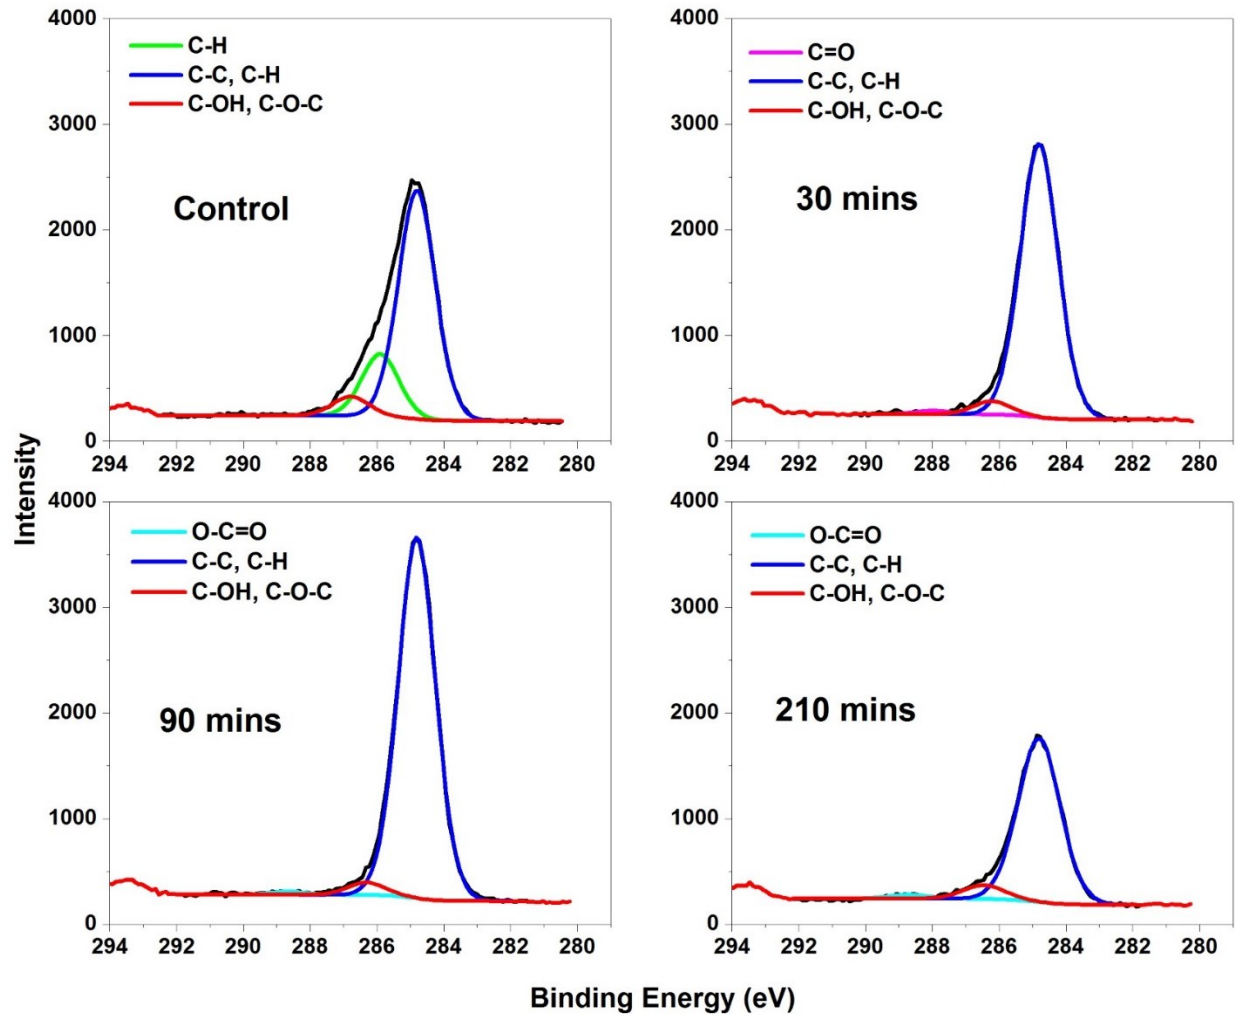 4000
3000
2000
1000
0
C-H
C-C, C-H
C-OH, C-O-C
Control
294 292 290 288 286 284 282 280
4000
3000
2000
1000
0
C=O
C-C, C-H
C-OH, C-O-C
30 mins
294 292 290 288 286 284 282 280
Intensity
4000
3000
2000
1000
0
O-C=O
C-C, C-H
C-OH, C-O-C
90 mins
294 292 290 288 286 284 282 280
4000
3000
2000
1000
0
O-C=O
C-C, C-H
C-OH, C-O-C
210 mins
294 292 290 288 286 284 282 280
Binding Energy (eV)